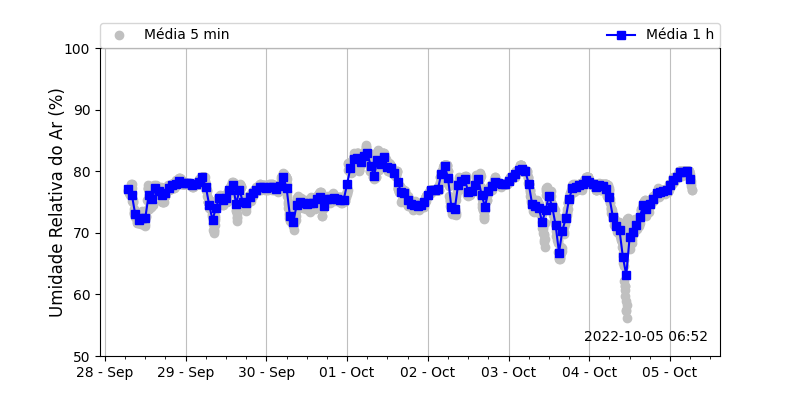 Média 5 min
Média 1 h
Umidade Relativa do Ar (%)
100
90
80
70
60
50
2022-10-05 06:52
28 - Sep
29 - Sep
30 - Sep
01 - Oct
02 - Oct
03 - Oct
04 - Oct
05 - Oct